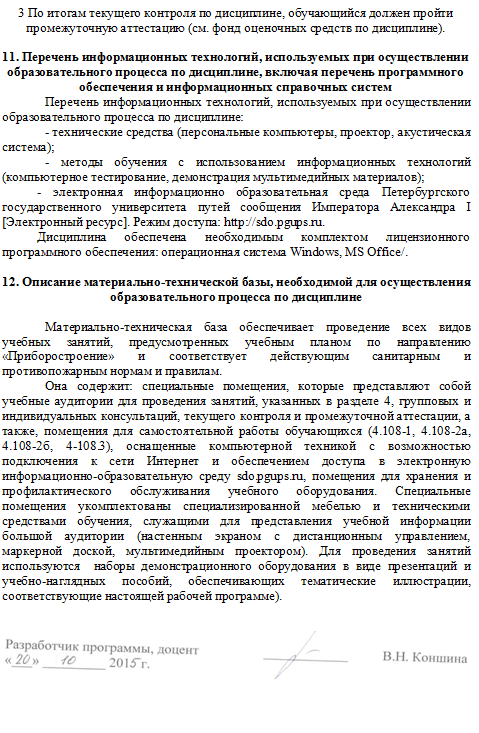 3 По итогам текущего контроля по дисциплине, обучающийся должен пройти
промежуточную аттестацию (см. фонд оценочных средств по дисциплине).
11. Перечень информационных технологий, используемых при осуществлении
образовательного процесса по дисциплине, включая перечень программного
обеспечения и информационных справочных систем
Перечень информационных технологий, используемых при осуществлении
образовательного процесса по дисциплине:
- технические средства (персональные компьютеры, проектор, акустическая
система);
- методы обучения с использованием информационных технологий
(компьютерное тестирование, демонстрация мультимедийных материалов);
- электронная информационно образовательная среда Петербургского
государственного университета путей сообщения Императора Александра I
[Электронный ресурс]. Режим доступа: http://sdo.pgups.ru.
Дисциплина обеспечена необходимым комплектом лицензионного
программного обеспечения: операционная система Windows, MS Office/.
12. Описание материально-технической базы, необходимой для осуществления
образовательного процесса по дисциплине
Материально-техническая база обеспечивает проведение всех видов
учебных занятий, предусмотренных учебным планом по направлению
«Приборостроение» и соответствует действующим санитарным и
противопожарным нормам и правилам.
Она содержит: специальные помещения, которые представляют собой
учебные аудитории для проведения занятий, указанных в разделе 4, групповых и
индивидуальных консультаций, текущего контроля и промежуточной аттестации, а
также, помещения для самостоятельной работы обучающихся (4.108-1, 4.108-2а,
4.108-2б, 4-108.3), оснащенные компьютерной техникой с возможностью
подключения к сети Интернет и обеспечением доступа в электронную
информационно-образовательную среду sdo.pgups.ru, помещения для хранения и
профилактического обслуживания учебного оборудования. Специальные
помещения укомплектованы специализированной мебелью и техническими
средствами обучения, служащими для представления учебной информации
большой аудитории (настенным экраном с дистанционным управлением,
маркерной доской, мультимедийным проектором). Для проведения занятий
используются наборы демонстрационного оборудования в виде презентаций и
учебно-наглядных пособий, обеспечивающих тематические иллюстрации,
соответствующие настоящей рабочей программе).
Разработчик программы, доцент В.Н. Коншина
«20» 10 2015 г.